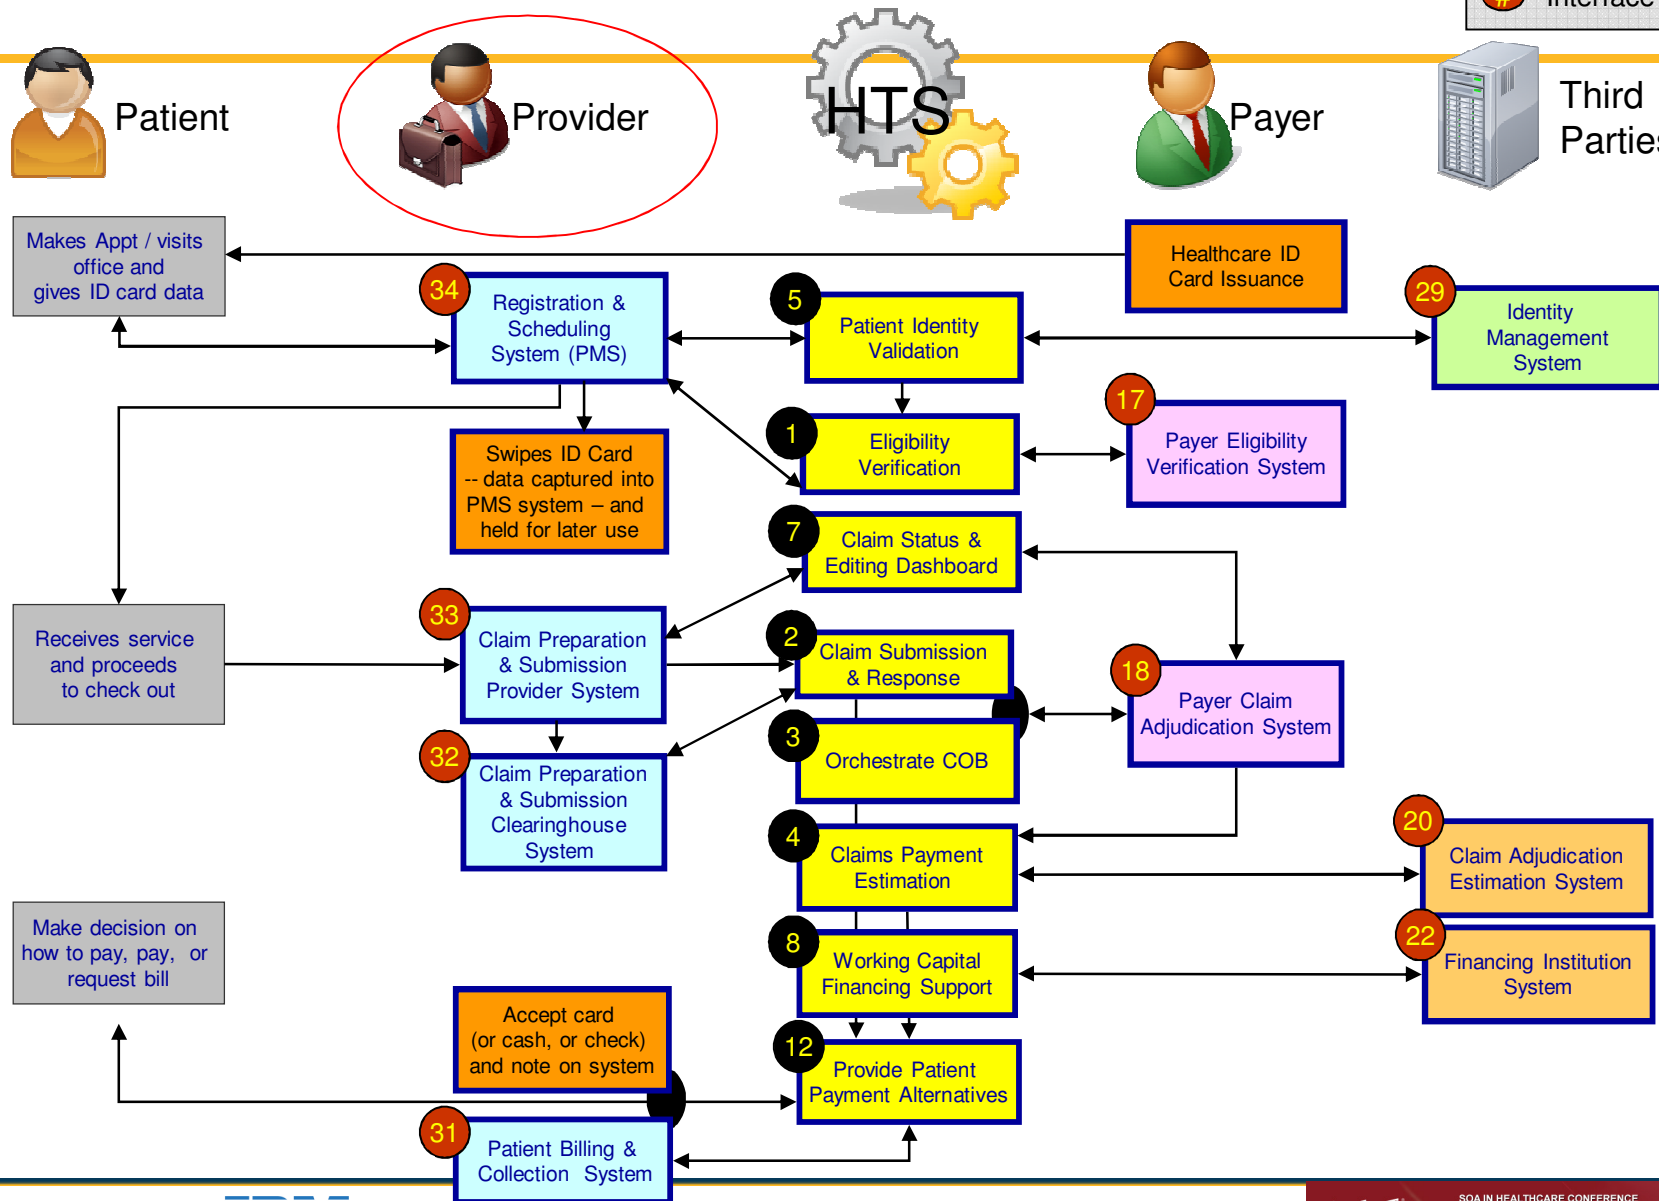 #
Interface
Patient
Provider
HTS
Payer
Third
Parties
Makes Appt / visits
office and
gives ID card data
34
Registration &
Scheduling
System (PMS)
5
Patient Identity
Validation
Healthcare ID
Card Issuance
29
Identity
Management
System
Swipes ID Card
-- data captured into
PMS system – and
held for later use
1
Eligibility
Verification
17
Payer Eligibility
Verification System
7
Claim Status &
Editing Dashboard
Receives service
and proceeds
to check out
33
Claim Preparation
& Submission
Provider System
2
Claim Submission
& Response
18
Payer Claim
Adjudication System
32
Claim Preparation
& Submission
Clearinghouse
System
3
Orchestrate COB
4
Claims Payment
Estimation
20
Claim Adjudication
Estimation System
Make decision on
how to pay, pay, or
request bill
8
Working Capital
Financing Support
22
Financing Institution
System
Accept card
(or cash, or check)
and note on system
12
Provide Patient
Payment Alternatives
31
Patient Billing &
Collection System
IBM
SOA IN HEALTHCARE CONFERENCE